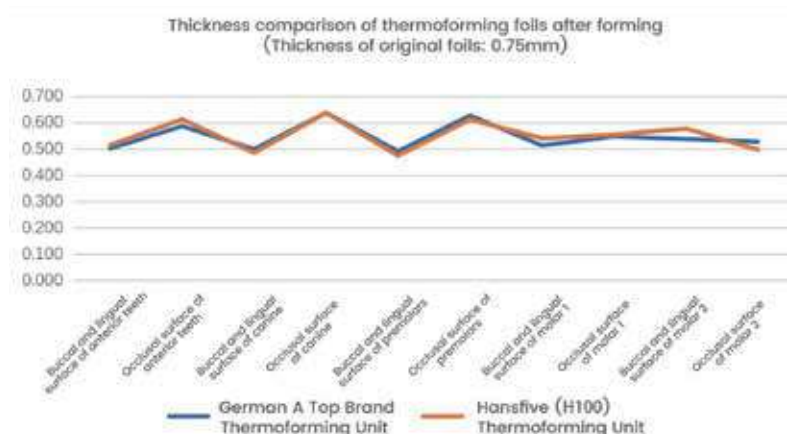 Thickness comparison of thermoforming foils after forming
(Thickness of original foils: 0.75mm)
0.700
0.600
0.500
0.400
0.300
0.200
0.100
0.000
Buccal and lingual
surface of anterior teeth
Occlusal surface of
anterior teeth
Buccal and lingual
surface of canine
Occlusal surface
of canine
Buccal and lingual
surface of premolars
Occlusal surface of
premolars
Buccal and lingual
surface of molar 1
Occlusal surface
of molar 1
Buccal and lingual
surface of molar 2
Occlusal surface
of molar 2
German A Top Brand
Thermoforming Unit
Hansfive (H100)
Thermoforming Unit